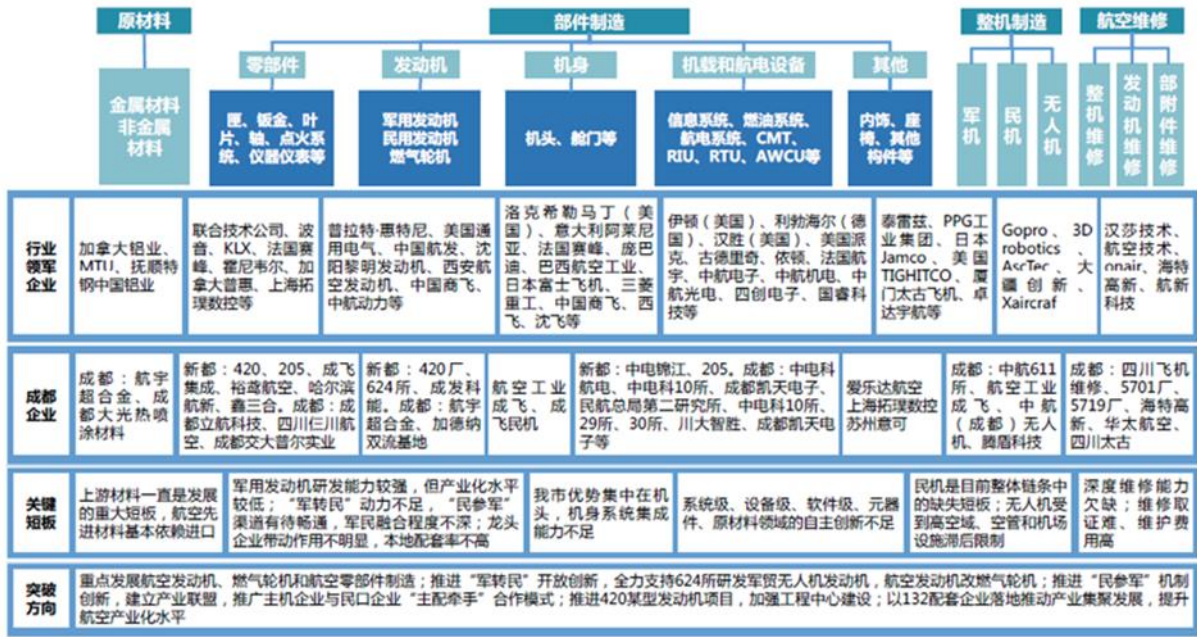 原材料
部件制造
整机制造
航空维修
零部件
发动机
机身
机载和航电设备
其他
金属材料
非金属
材料
匣、钣金、叶
片、轴、点火系
统、仪器仪表等
军用发动机
民用发动机
燃气轮机
机头、舱门等
信息系统、燃油系统、
航电系统、CMT、
RIU、RTU、AWCU等
内饰、座
椅、其他
构件等
军机
民机
无人机
整机维修
发动机维修
部附件维修
行业
领军
企业
加拿大铝业、
MTU、抚顺特
钢中国铝业
联合技术公司、波
音、KLX、法国赛
峰、霍尼韦尔、加
拿大普惠、上海拓
璞数控等
普拉特·惠特尼、美国通
用电气、中国航发、沈
阳黎明发动机、西安航
空发动机、中国商飞、
中航动力等
洛克希勒马丁（美
国）、意大利阿莱尼
亚、法国赛峰、庞巴
迪、巴西航空工业、
日本富士飞机、三菱
重工、中国商飞、西
飞、沈飞等
伊顿（美国）、利勃海尔（德
国）、汉胜（美国）、美国派
克、古德里奇、依顿、法国航
宇、中航电子、中航机电、中
航光电、四创电子、国睿科
技等
泰雷兹、PPG工
业集团、日本
Jamco、美国
TIGHITCO、厦
门太古飞机、卓
达宇航等
Gopro、3D
robotics、
AscTec、大
疆创新、
Xaircraf
汉莎技术、
航空技术、
onair、海特
高新、航新
科技
成都
企业
成都：航宇
超合金、成
都大光热喷
涂材料
新都：420、205、成飞
集成、裕鸢航空、哈尔滨
航新、鑫三合。成都：成
都立航科技、四川仨川航
空、成都交大普尔实业
新都：420厂、
624所、成发科
能。成都：航宇
超合金、加德纳
双流基地
航空工业
成飞、成
飞民机
新都：中电锦江、205。成都：中电科
航电、中电科10所、成都凯天电子、
民航总局第二研究所、中电科10所、
29所、30所、川大智胜、成都凯天电
子等
爱乐达航空
上海拓璞数控
苏州意可
成都：中航611
所、航空工业
成飞、中航
（成都）无人
机、腾盾科技
成都：四川飞机
维修、5701厂、
5719厂、海特高
新、华太航空、
四川太古
关键
短板
上游材料一直是发展
的重大短板，航空先
进材料基本依赖进口
军用发动机研发能力较强，但产业化水平
较低；“军转民”动力不足，“民参军”
渠道有待畅通，军民融合程度不深；龙头
企业带动作用不明显，本地配套率不高
我市优势集中在机
头，机身系统集成
能力不足
系统级、设备级、软件级、元器
件、原材料领域的自主创新不足
民机是目前整体链条中
的缺失短板；无人机受
到高空域、空管和机场
设施滞后限制
深度维修能力
欠缺；维修取
证难、维护费
用高
突破
方向
重点发展航空发动机、燃气轮机和航空零部件制造；推进“军转民”开放创新，全力支持624所研发军贸无人机发动机，航空发动机改燃气轮机；推进“民参军”机制
创新，建立产业联盟，推广主机企业与民口企业“主配牵手”合作模式；推进420某型发动机项目，加强工程中心建设；以132配套企业落地推动产业集聚发展，提升
航空产业化水平